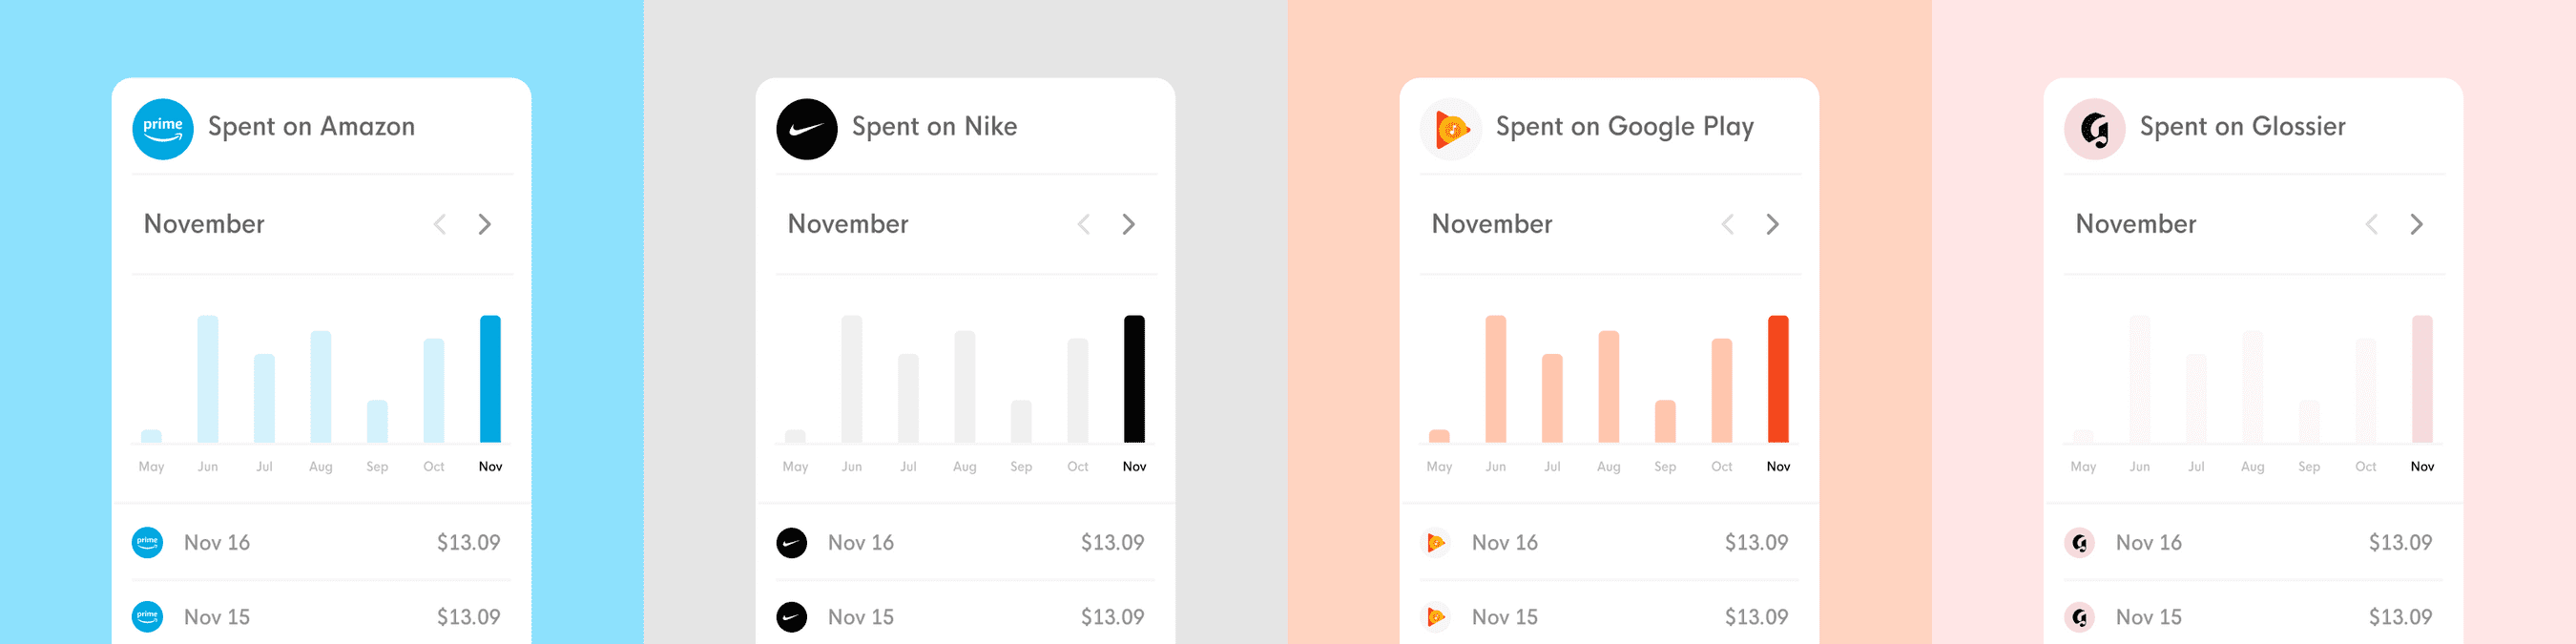 prime
Spent on Amazon
November
May Jun Jul Aug Sep Oct Nov
prime Nov 16 $13.09
prime Nov 15 $13.09
Spent on Nike
November
May Jun Jul Aug Sep Oct Nov
Nov 16 $13.09
Nov 15 $13.09
Spent on Google Play
November
May Jun Jul Aug Sep Oct Nov
Nov 16 $13.09
Nov 15 $13.09
G
Spent on Glossier
November
May Jun Jul Aug Sep Oct Nov
G Nov 16 $13.09
G Nov 15 $13.09